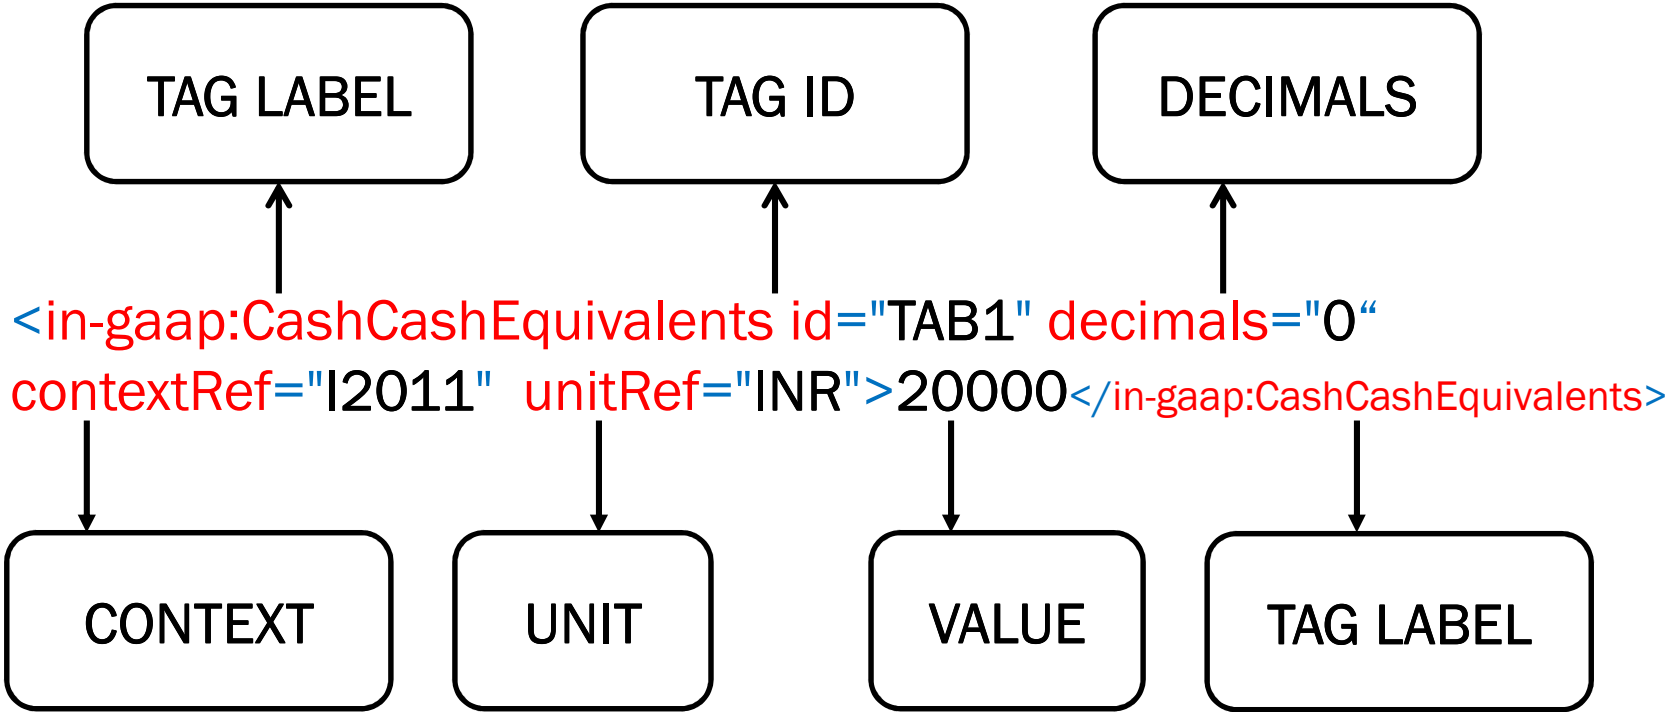 TAG LABEL
TAG ID
DECIMALS
<in-gaap:CashCashEquivalents id="TAB1" decimals="0“
contextRef="I2011" unitRef="INR">20000</in-gaap:CashCashEquivalents>
CONTEXT
UNIT
VALUE
TAG LABEL